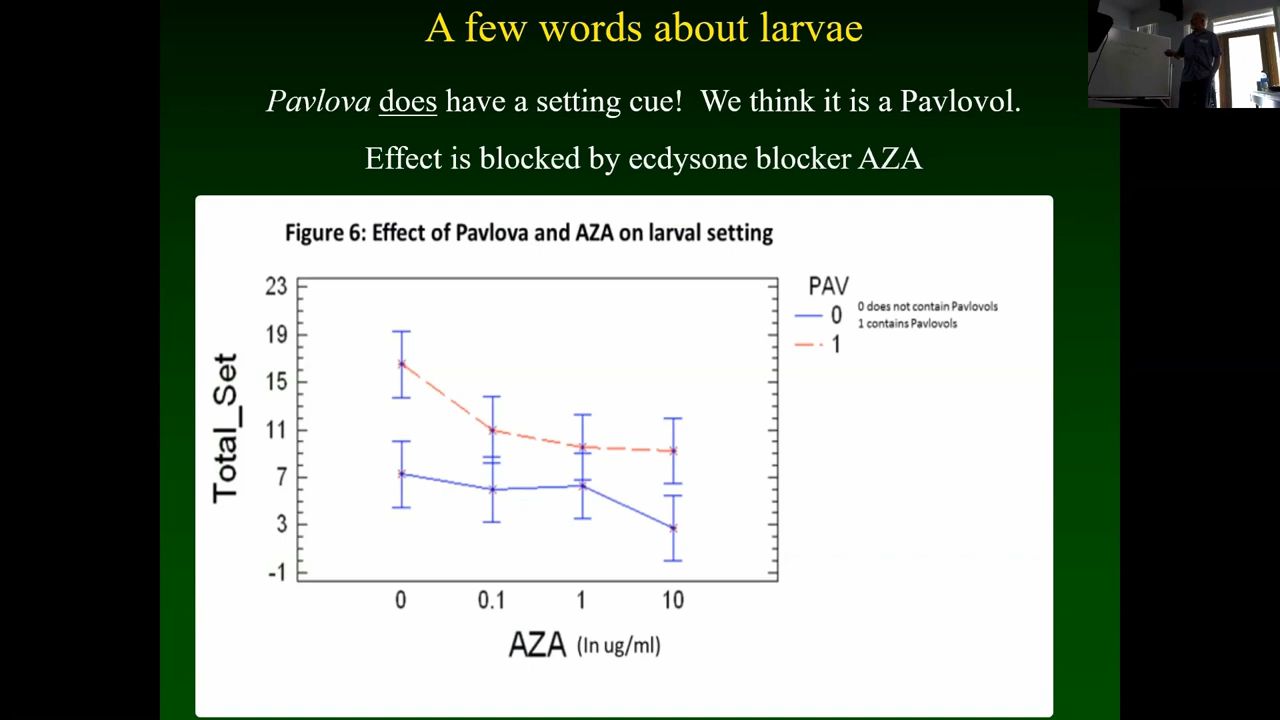 A few words about larvae
Pavlova does have a setting cue! We think it is a Pavlovol.
Effect is blocked by ecdysone blocker AZA
Figure 6: Effect of Pavlova and AZA on larval setting
23
19
15
11
7
3
-1
Total_Set
0 0.1 1 10
AZA (In ug/ml)
PAV
0
1
0 does not contain Pavlovols
1 contains Pavlovols